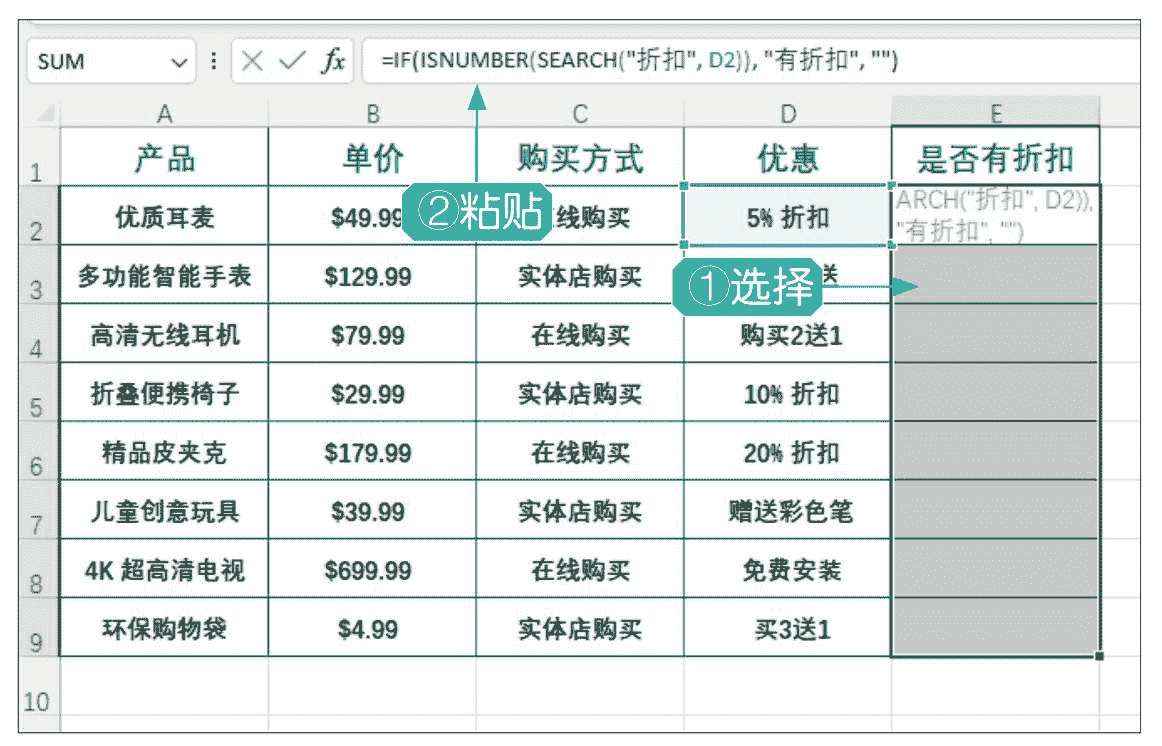 SUM
fx =IF(ISNUMBER(SEARCH("折扣", D2)), "有折扣", "")
A B C D E
1 产品 单价 购买方式 优惠 是否有折扣
2 优质耳麦 $49.99 线购买 5% 折扣 ARCH("折扣", D2)), "有折扣", "")
②粘贴
3 多功能智能手表 $129.99 实体店购买 送
①选择
4 高清无线耳机 $79.99 在线购买 购买2送1
5 折叠便携椅子 $29.99 实体店购买 10% 折扣
6 精品皮夹克 $179.99 在线购买 20% 折扣
7 儿童创意玩具 $39.99 实体店购买 赠送彩色笔
8 4K 超高清电视 $699.99 在线购买 免费安装
9 环保购物袋 $4.99 实体店购买 买3送1
10